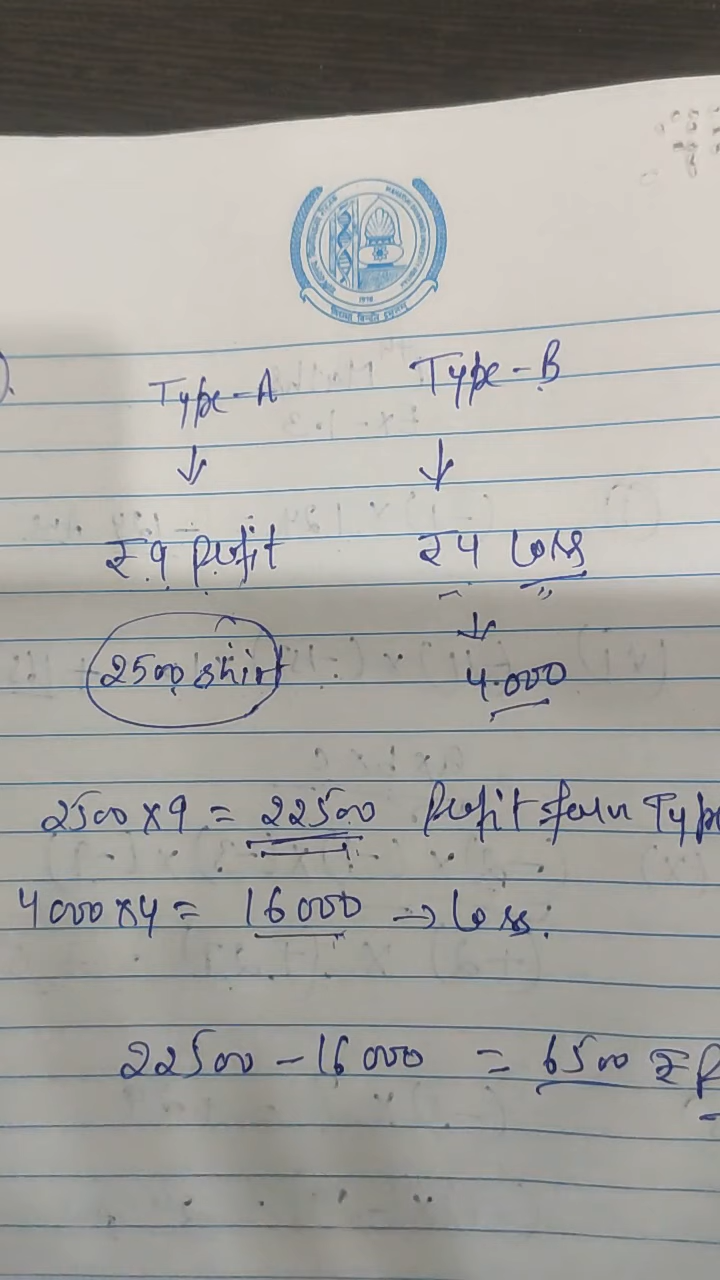 Type-A Type-B
₹9 profit ₹4 loss
2500 shirt 4000
2500×9 = 22500 Profit from Type
4000×4 = 16000 → loss.
22500 - 16000 = 6500 ₹ P